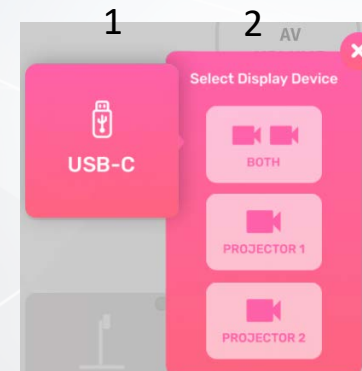 1
2
AV
Select Display Device
USB-C
BOTH
PROJECTOR 1
PROJECTOR 2